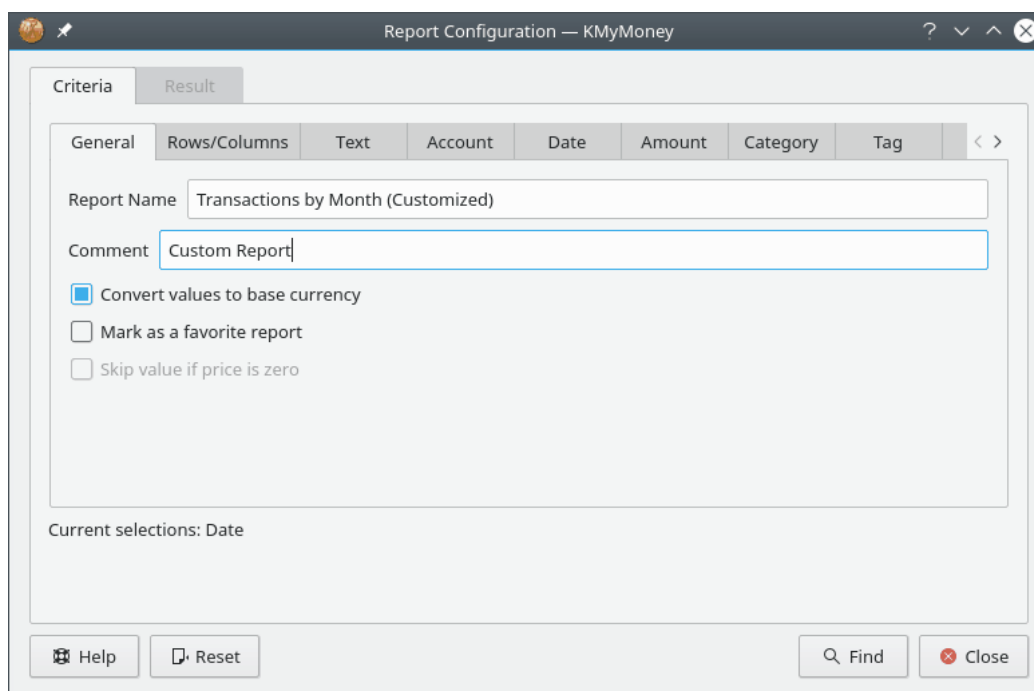 Report Configuration — KMyMoney
Criteria Result
General Rows/Columns Text Account Date Amount Category Tag
Report Name Transactions by Month (Customized)
Comment Custom Report
Convert values to base currency
Mark as a favorite report
Skip value if price is zero
Current selections: Date
Help Reset Find Close